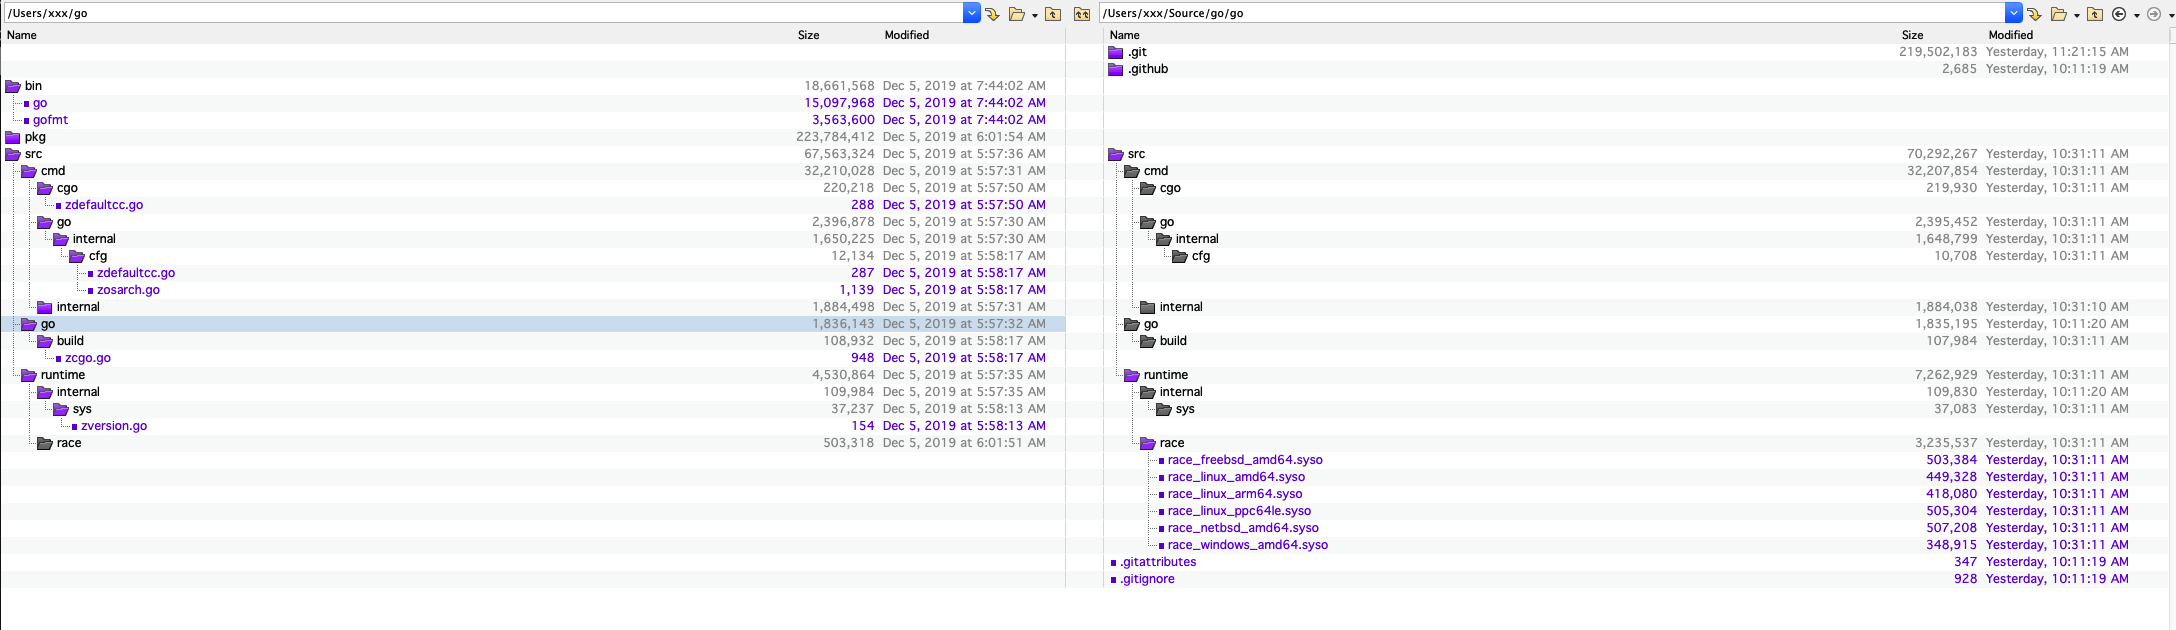 /Users/xxx/go /Users/xxx/Source/go/go
Name Size Modified Name Size Modified
.git 219,502,183 Yesterday, 11:21:15 AM
.github 2,685 Yesterday, 10:11:19 AM
bin 18,661,568 Dec 5, 2019 at 7:44:02 AM
go 15,097,968 Dec 5, 2019 at 7:44:02 AM
gofmt 3,563,600 Dec 5, 2019 at 7:44:02 AM
pkg 223,784,412 Dec 5, 2019 at 6:01:54 AM
src 67,563,324 Dec 5, 2019 at 5:57:36 AM src 70,292,267 Yesterday, 10:31:11 AM
cmd 32,210,028 Dec 5, 2019 at 5:57:31 AM cmd 32,207,854 Yesterday, 10:31:11 AM
cgo 220,218 Dec 5, 2019 at 5:57:50 AM cgo 219,930 Yesterday, 10:31:11 AM
zdefaultcc.go 288 Dec 5, 2019 at 5:57:50 AM
go 2,396,878 Dec 5, 2019 at 5:57:30 AM go 2,395,452 Yesterday, 10:31:11 AM
internal 1,650,225 Dec 5, 2019 at 5:57:30 AM internal 1,648,799 Yesterday, 10:31:11 AM
cfg 12,134 Dec 5, 2019 at 5:58:17 AM cfg 10,708 Yesterday, 10:31:11 AM
zdefaultcc.go 287 Dec 5, 2019 at 5:58:17 AM
zosarch.go 1,139 Dec 5, 2019 at 5:58:17 AM
internal 1,884,498 Dec 5, 2019 at 5:57:31 AM internal 1,884,038 Yesterday, 10:31:10 AM
go 1,836,143 Dec 5, 2019 at 5:57:32 AM go 1,835,195 Yesterday, 10:11:20 AM
build 108,932 Dec 5, 2019 at 5:58:17 AM build 107,984 Yesterday, 10:31:11 AM
zcgo.go 948 Dec 5, 2019 at 5:58:17 AM
runtime 4,530,864 Dec 5, 2019 at 5:57:35 AM runtime 7,262,929 Yesterday, 10:31:11 AM
internal 109,984 Dec 5, 2019 at 5:57:35 AM internal 109,830 Yesterday, 10:11:20 AM
sys 37,237 Dec 5, 2019 at 5:58:13 AM sys 37,083 Yesterday, 10:31:11 AM
zversion.go 154 Dec 5, 2019 at 5:58:13 AM
race 503,318 Dec 5, 2019 at 6:01:51 AM race 3,235,537 Yesterday, 10:31:11 AM
race_freebsd_amd64.syso 503,384 Yesterday, 10:31:11 AM
race_linux_amd64.syso 449,328 Yesterday, 10:31:11 AM
race_linux_arm64.syso 418,080 Yesterday, 10:31:11 AM
race_linux_ppc64le.syso 505,304 Yesterday, 10:31:11 AM
race_netbsd_amd64.syso 507,208 Yesterday, 10:31:11 AM
race_windows_amd64.syso 348,915 Yesterday, 10:31:11 AM
.gitattributes 347 Yesterday, 10:11:19 AM
.gitignore 928 Yesterday, 10:11:19 AM